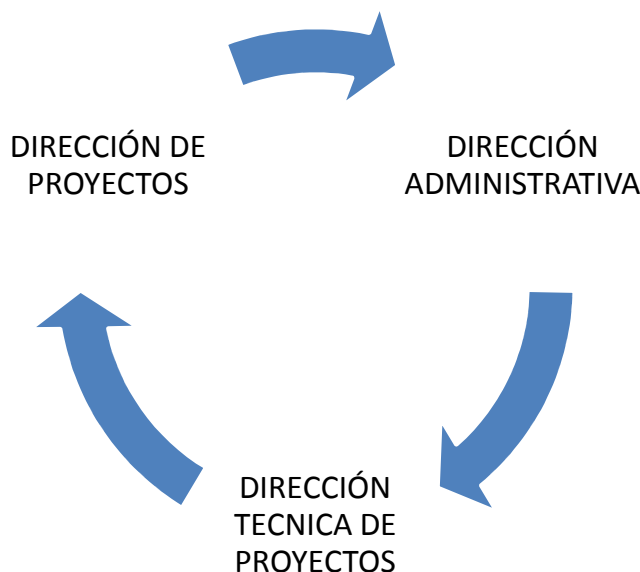 DIRECCIÓN DE
PROYECTOS
DIRECCIÓN
ADMINISTRATIVA
DIRECCIÓN
TECNICA DE
PROYECTOS